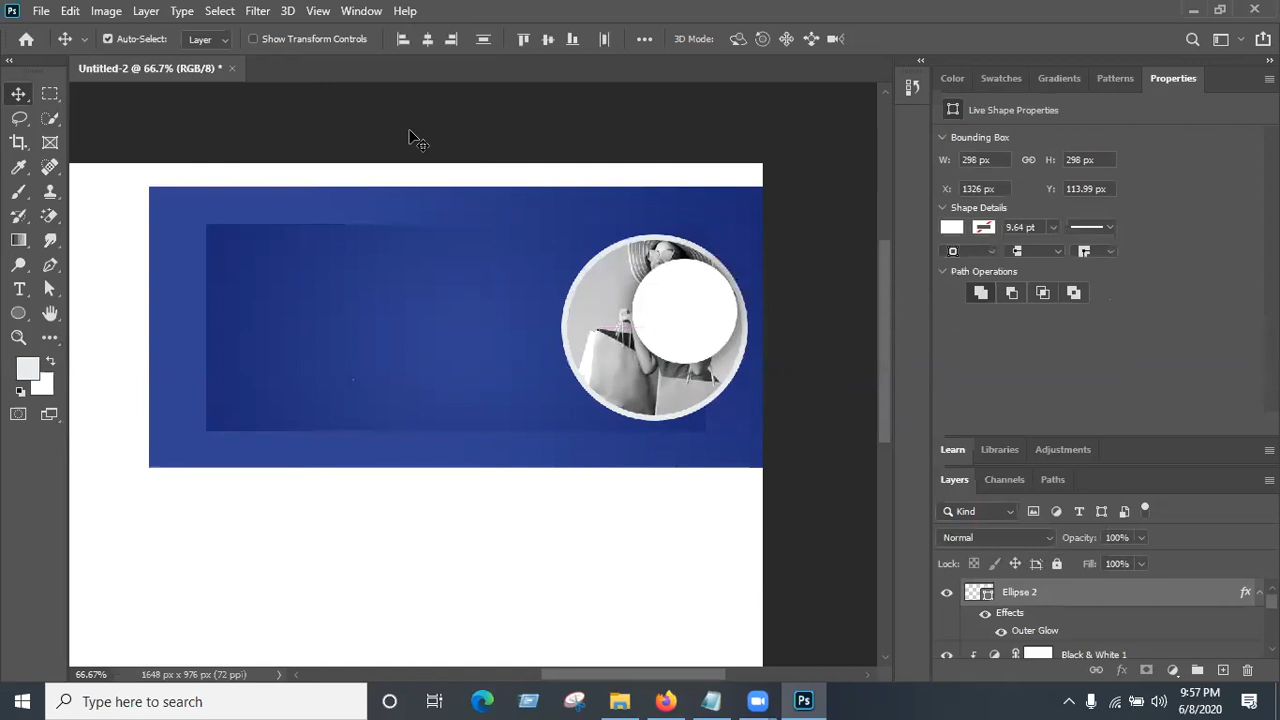 Ps File Edit Image Layer Type Select Filter 3D View Window Help
Auto-Select: Layer Show Transform Controls 3D Mode:
Untitled-2 @ 66.7% (RGB/8) *
Color Swatches Gradients Patterns Properties
Live Shape Properties
Bounding Box
W: 298 px H: 298 px
X: 1326 px Y: 113.99 px
Shape Details
9.64 pt
Path Operations
Learn Libraries Adjustments
Layers Channels Paths
Kind
Normal Opacity: 100%
Lock: Fill: 100%
Ellipse 2 fx
Effects
Outer Glow
Black & White 1
66.67% 1648 px x 976 px (72 ppi)
fx
Type here to search
Ps
9:57 PM
6/8/2020